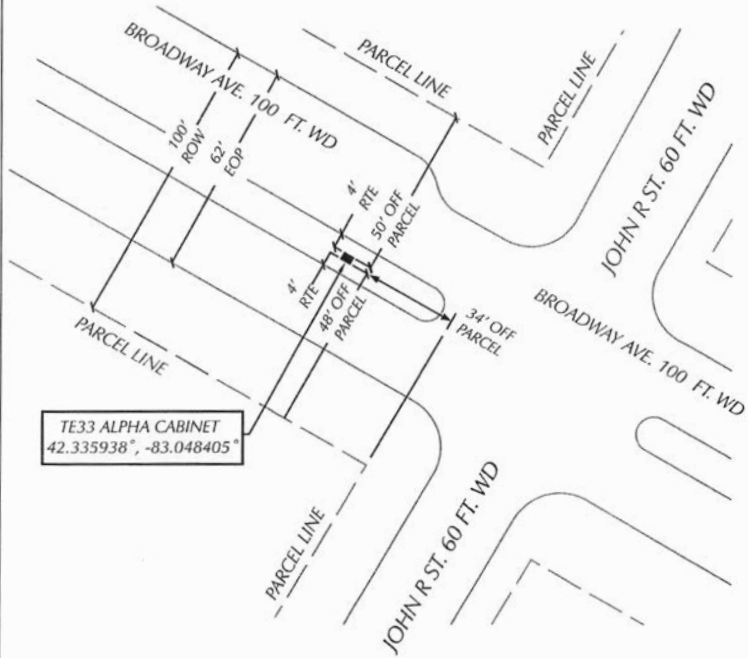 BROADWAY AVE. 100 FT. WD
PARCEL LINE
PARCEL LINE
JOHN R ST. 60 FT. WD
100'
ROW
62'
EOP
4'
RTE
50' OFF
PARCEL
4'
RTE
48' OFF
PARCEL
34' OFF
PARCEL
BROADWAY AVE. 100 FT. WD
PARCEL LINE
TE33 ALPHA CABINET
42.335938°, -83.048405°
PARCEL LINE
JOHN R ST. 60 FT. WD